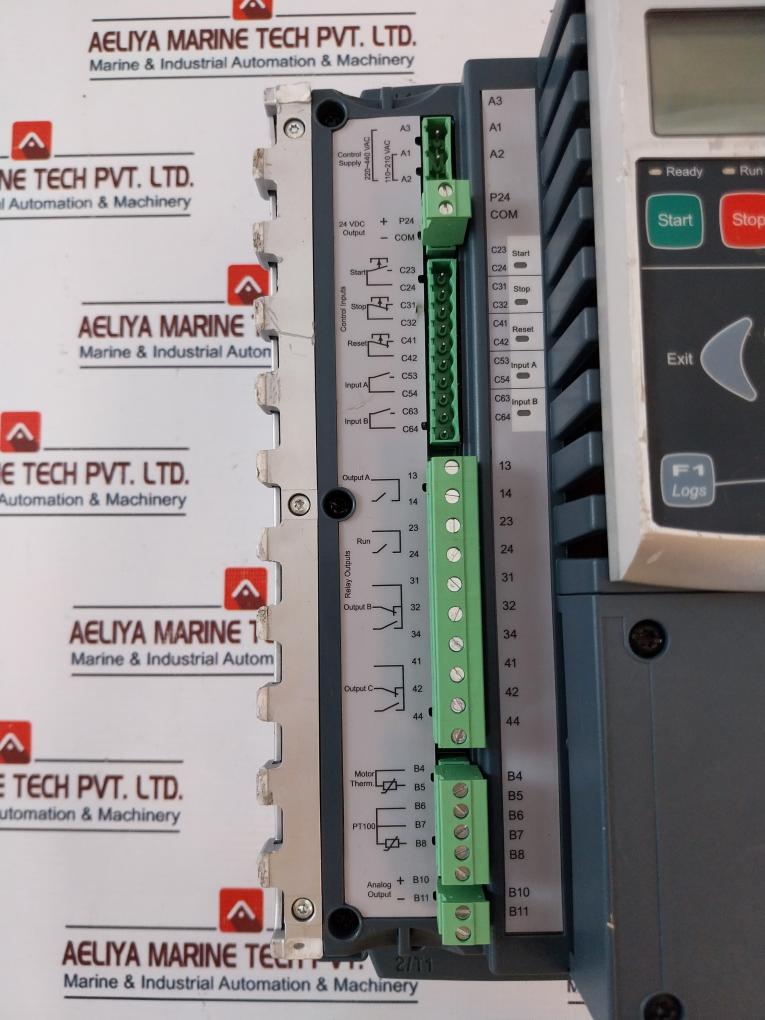 AELIYA MARINE TECH PVT. LTD.
Marine & Industrial Automation & Machinery
NE TECH PVT. LTD.
Automation & Machinery
AELIYA MARINE
Marine & Industrial Autom
E TECH PVT. LTD.
Automation & Machinery
AELIYA MARINE T
Marine & Industrial Autom
E TECH PVT. LTD.
utomation & Machinery
AELIYA MARINE TECH PVT. LTD.
Marine & Industrial Automation & Machinery
Control Supply
220~440 VAC
110~210 VAC
A3
A1
A2
24 VDC Output
+ P24
− COM
Control Inputs
Start
C23
C24
Stop
C31
C32
Reset
C41
C42
Input A
C53
C54
Input B
C63
C64
Relay Outputs
Output A
13
14
Run
23
24
Output B
31
32
34
Output C
41
42
44
Motor Therm.
B4
B5
PT100
B6
B7
B8
Analog Output
+ B10
− B11
2/T1
A3
A1
A2
P24
COM
C23
C24
Start
C31
C32
Stop
C41
C42
Reset
C53
C54
Input A
C63
C64
Input B
13
14
23
24
31
32
34
41
42
44
B4
B5
B6
B7
B8
B10
B11
Ready
Run
Start
Stop
Exit
F1
Logs